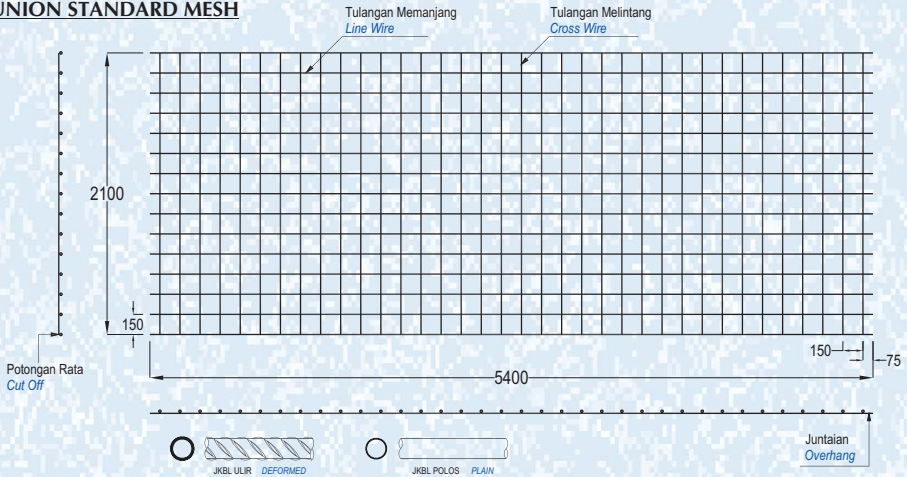 UNION STANDARD MESH
Tulangan Memanjang
Line Wire
Tulangan Melintang
Cross Wire
2100
150
Potongan Rata
Cut Off
150
75
5400
Juntaian
Overhang
JKBL ULIR DEFORMED
JKBL POLOS PLAIN